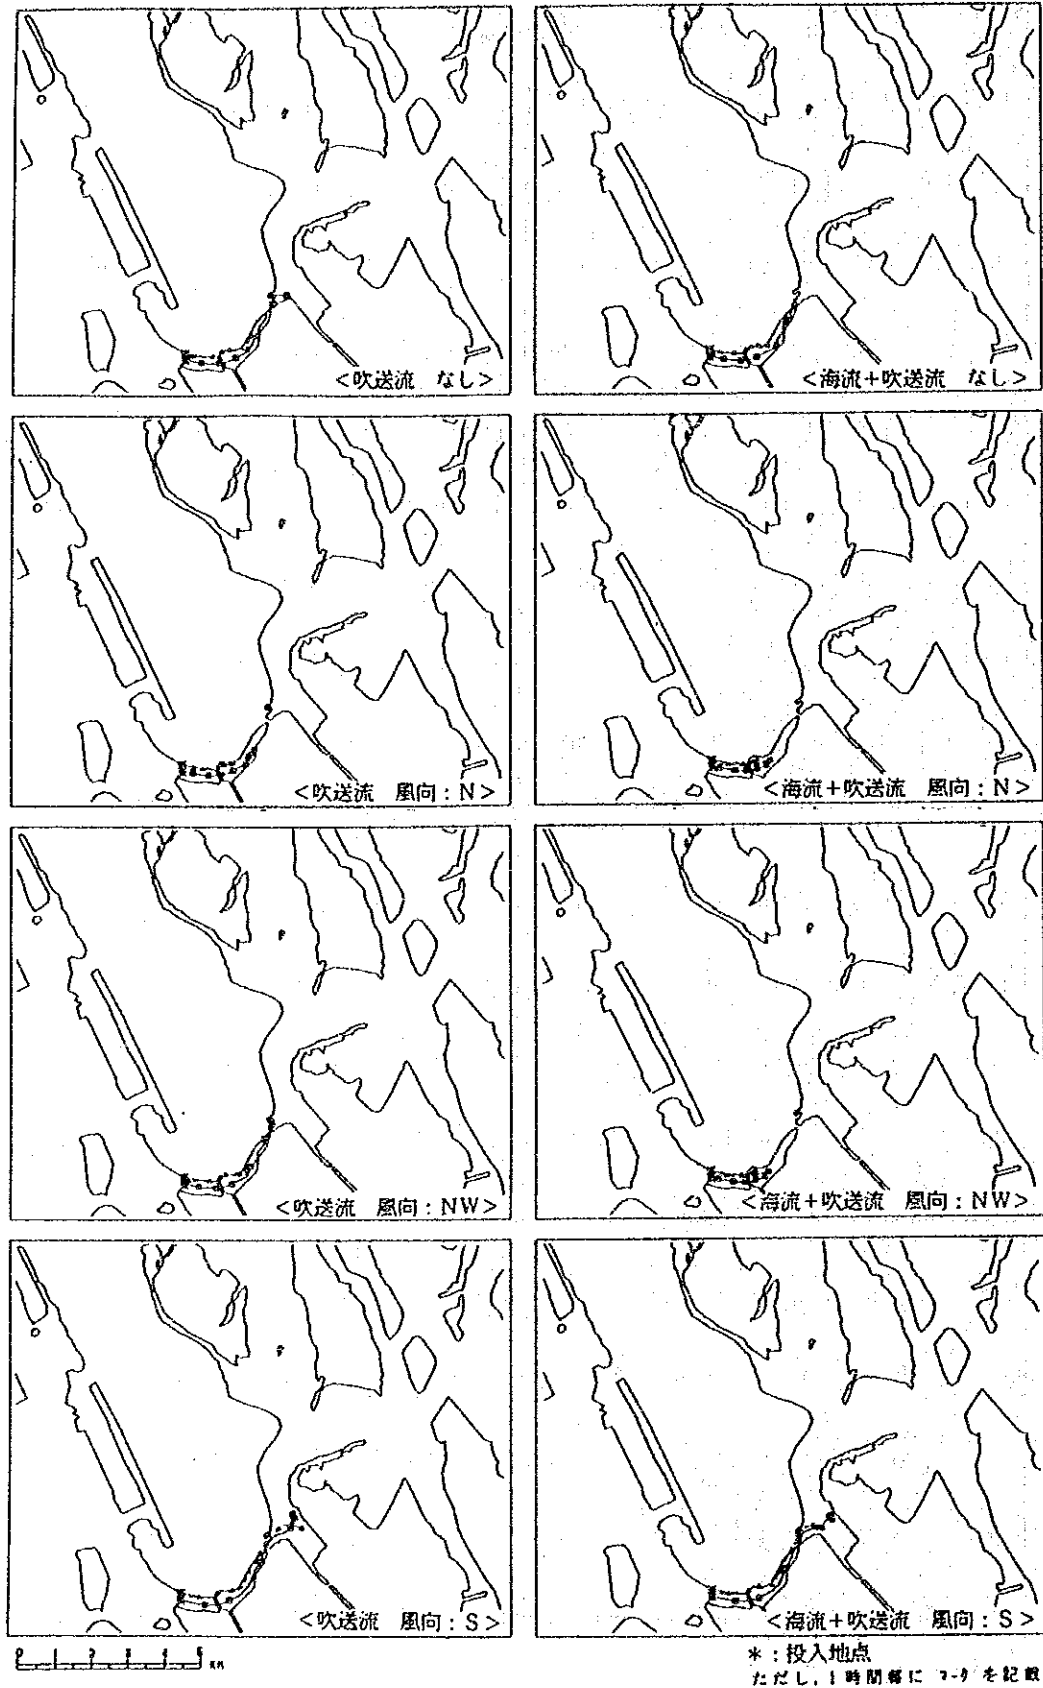 <吹送流 なし>
<海流+吹送流 なし>
<吹送流 風向:N>
<海流+吹送流 風向:N>
<吹送流 風向:NW>
<海流+吹送流 風向:NW>
<吹送流 風向:S>
<海流+吹送流 風向:S>
0 1 2 3 4 5 KM
*:投入地点
ただし,1時間毎に マーク を記載